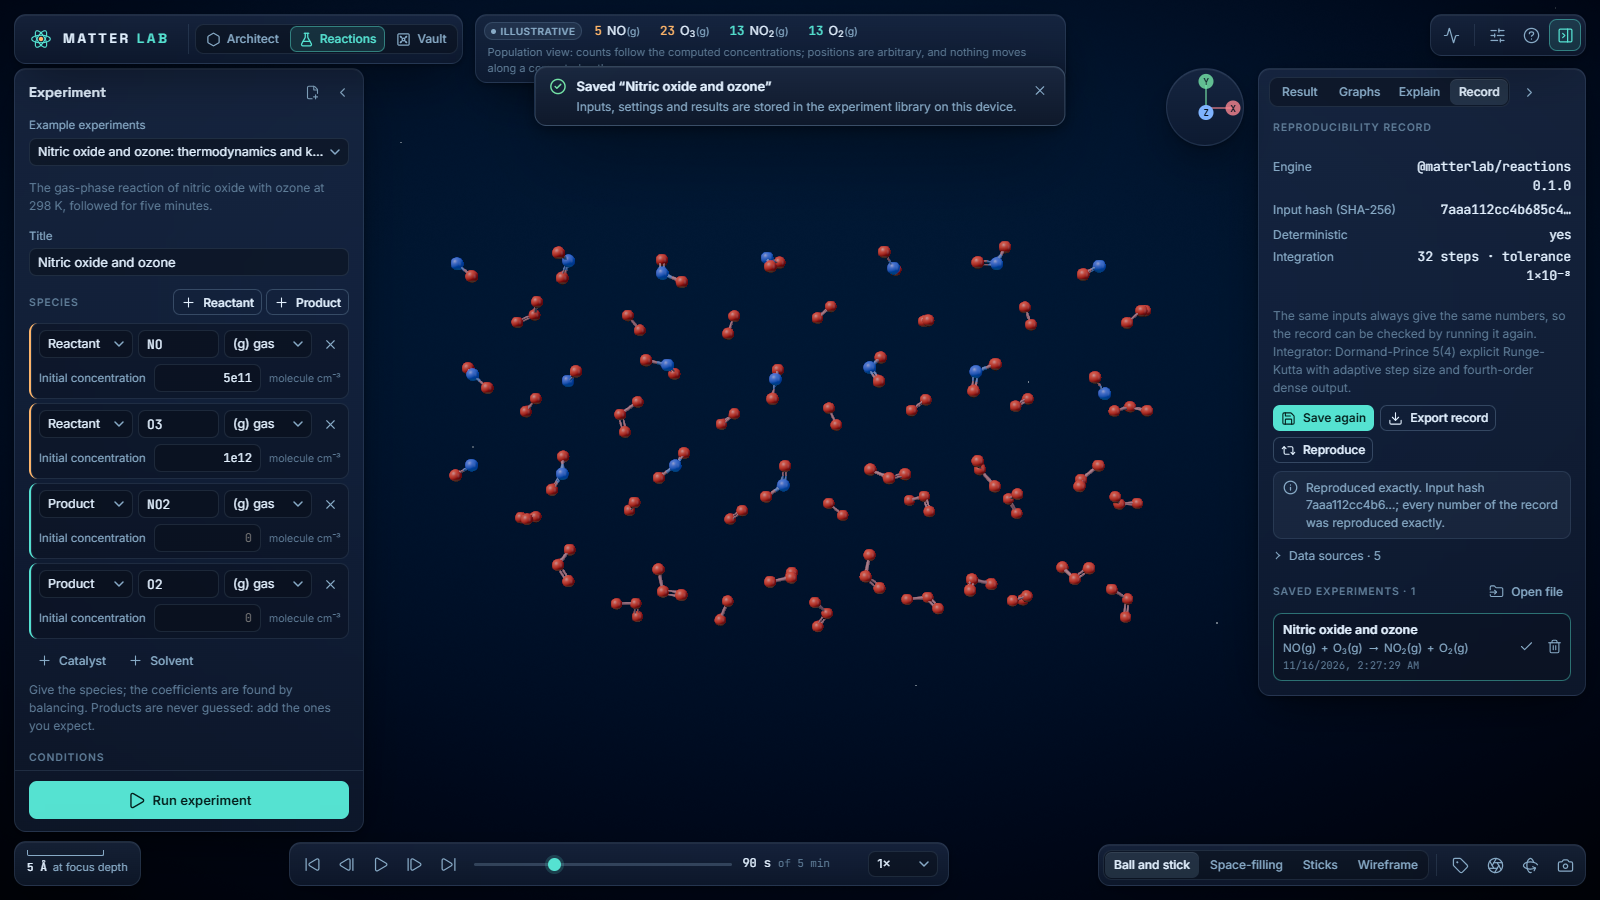 MATTER LAB
Architect
Reactions
Vault
ILLUSTRATIVE 5 NO(g) 23 O₃(g) 13 NO₂(g) 13 O₂(g)
Population view: counts follow the computed concentrations; positions are arbitrary, and nothing moves
along a
Saved “Nitric oxide and ozone”
Inputs, settings and results are stored in the experiment library on this device.
Experiment
Example experiments
Nitric oxide and ozone: thermodynamics and k...
The gas-phase reaction of nitric oxide with ozone at
298 K, followed for five minutes.
Title
Nitric oxide and ozone
SPECIES
Reactant
Product
Reactant NO (g) gas
Initial concentration 5e11 molecule cm⁻³
Reactant O3 (g) gas
Initial concentration 1e12 molecule cm⁻³
Product NO2 (g) gas
Initial concentration 0 molecule cm⁻³
Product O2 (g) gas
Initial concentration 0 molecule cm⁻³
Catalyst
Solvent
Give the species; the coefficients are found by
balancing. Products are never guessed: add the ones
you expect.
CONDITIONS
Run experiment
5 Å at focus depth
90 s of 5 min
1×
Y
X
Z
Result
Graphs
Explain
Record
REPRODUCIBILITY RECORD
Engine @matterlab/reactions
0.1.0
Input hash (SHA-256) 7aaa112cc4b685c4…
Deterministic yes
Integration 32 steps · tolerance
1×10⁻⁸
The same inputs always give the same numbers, so
the record can be checked by running it again.
Integrator: Dormand-Prince 5(4) explicit Runge-
Kutta with adaptive step size and fourth-order
dense output.
Save again
Export record
Reproduce
Reproduced exactly. Input hash
7aaa112cc4b6…; every number of the record
was reproduced exactly.
Data sources · 5
SAVED EXPERIMENTS · 1
Open file
Nitric oxide and ozone
NO(g) + O₃(g) → NO₂(g) + O₂(g)
11/16/2026, 2:27:29 AM
Ball and stick
Space-filling
Sticks
Wireframe